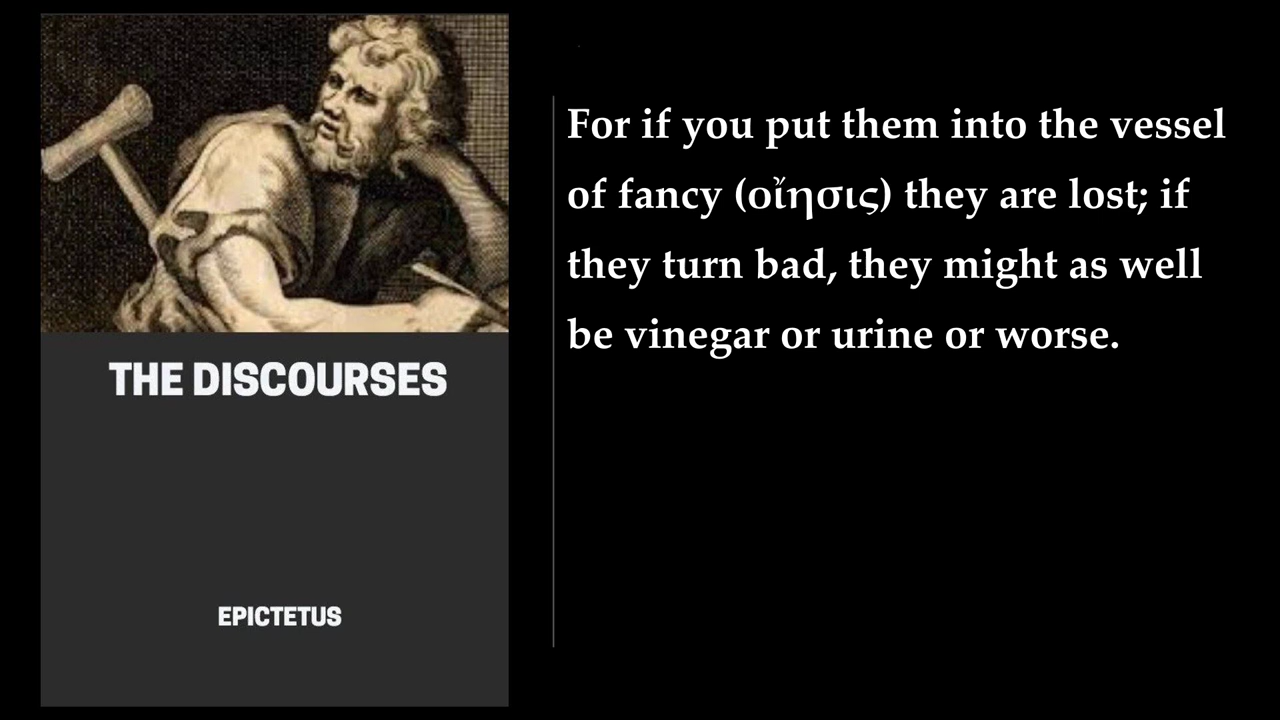 For if you put them into the vessel
of fancy (οἴησις) they are lost; if
they turn bad, they might as well
be vinegar or urine or worse.
THE DISCOURSES
EPICTETUS